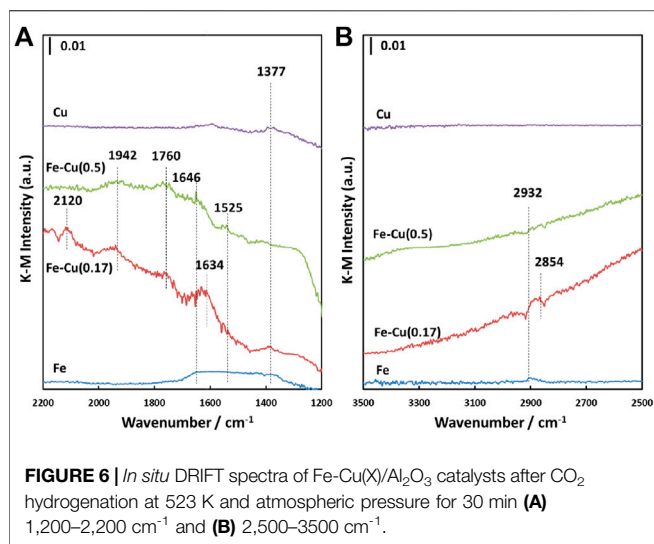 A
0.01
1377
Cu
1942
1760
Fe-Cu(0.5)
1646
2120
1525
Fe-Cu(0.17)
1634
Fe
K-M Intensity (a.u.)
2200 2000 1800 1600 1400 1200
Wavenumber / cm⁻¹
B
0.01
Cu
2932
Fe-Cu(0.5)
2854
Fe-Cu(0.17)
Fe
K-M Intensity (a.u.)
3500 3300 3100 2900 2700 2500
Wavenumber / cm⁻¹
FIGURE 6 | In situ DRIFT spectra of Fe-Cu(X)/Al₂O₃ catalysts after CO₂
hydrogenation at 523 K and atmospheric pressure for 30 min (A)
1,200–2,200 cm⁻¹ and (B) 2,500–3500 cm⁻¹.